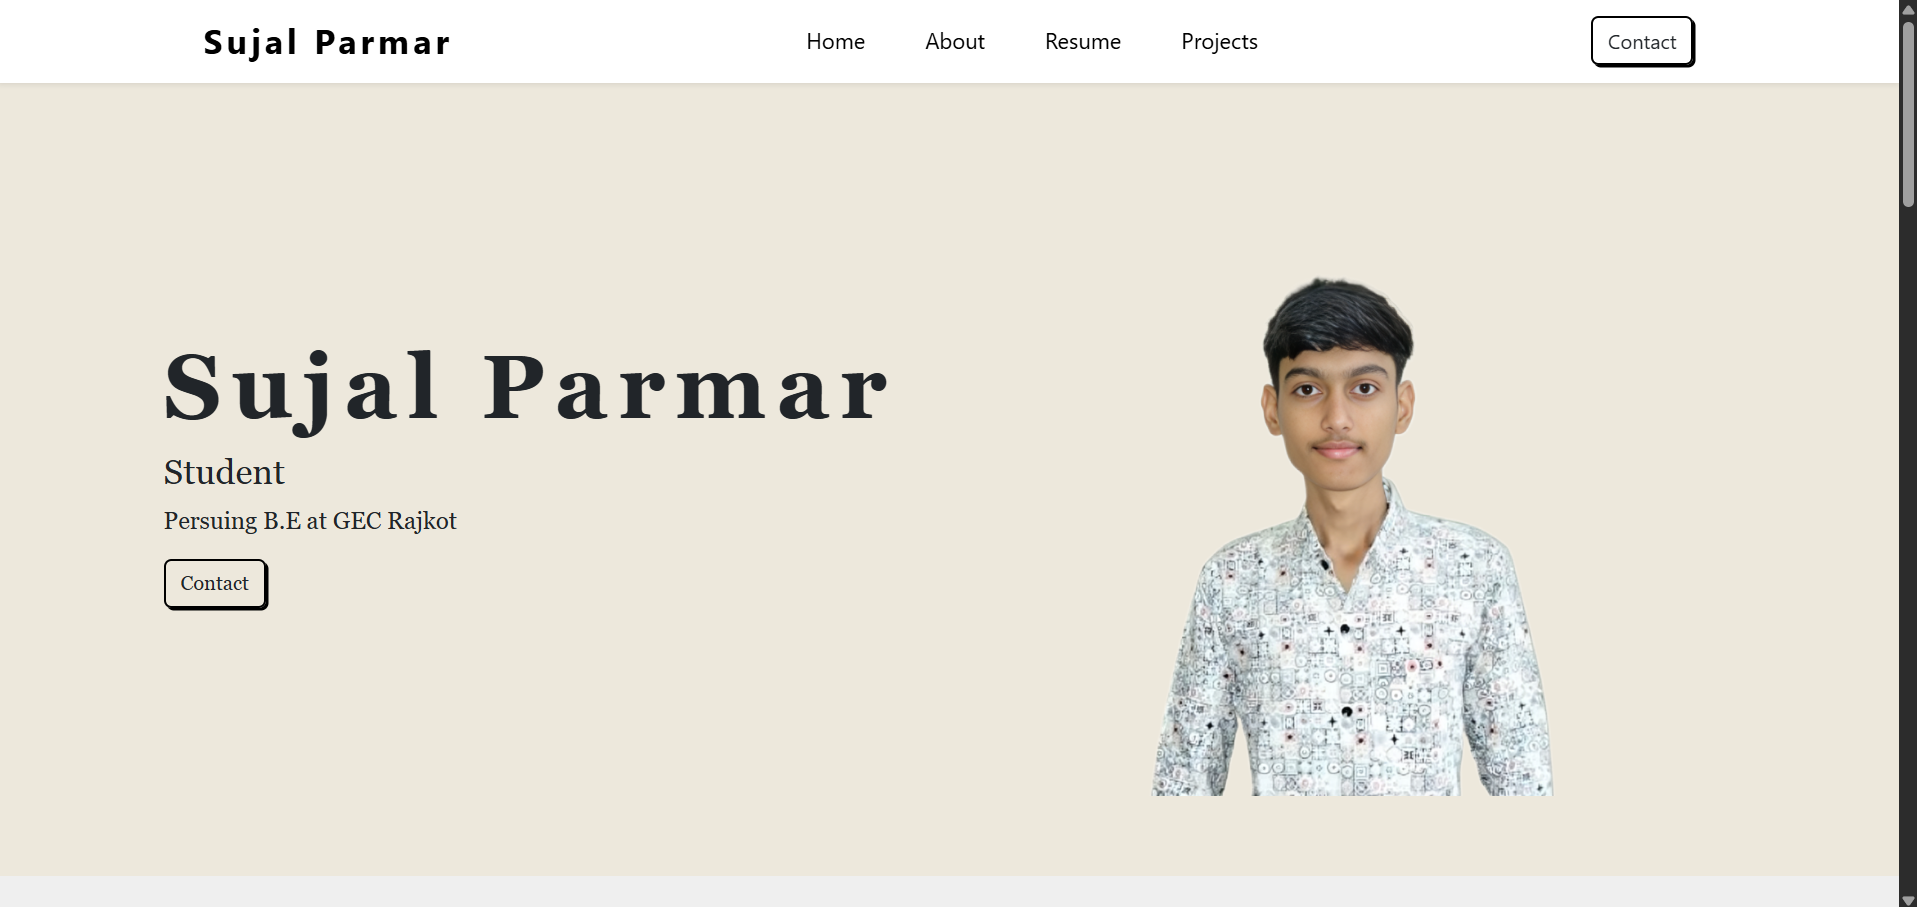 Sujal Parmar
Home About Resume Projects
Contact
Sujal Parmar
Student
Persuing B.E at GEC Rajkot
Contact